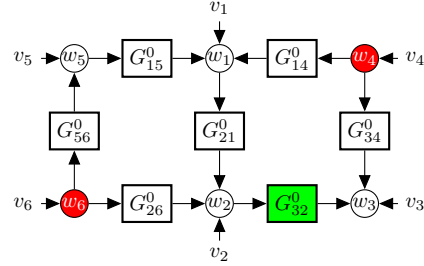 v₁
v₅ w₅ G⁰₁₅ w₁ G⁰₁₄ w₄ v₄
G⁰₅₆ G⁰₂₁ G⁰₃₄
v₆ w₆ G⁰₂₆ w₂ G⁰₃₂ w₃ v₃
v₂